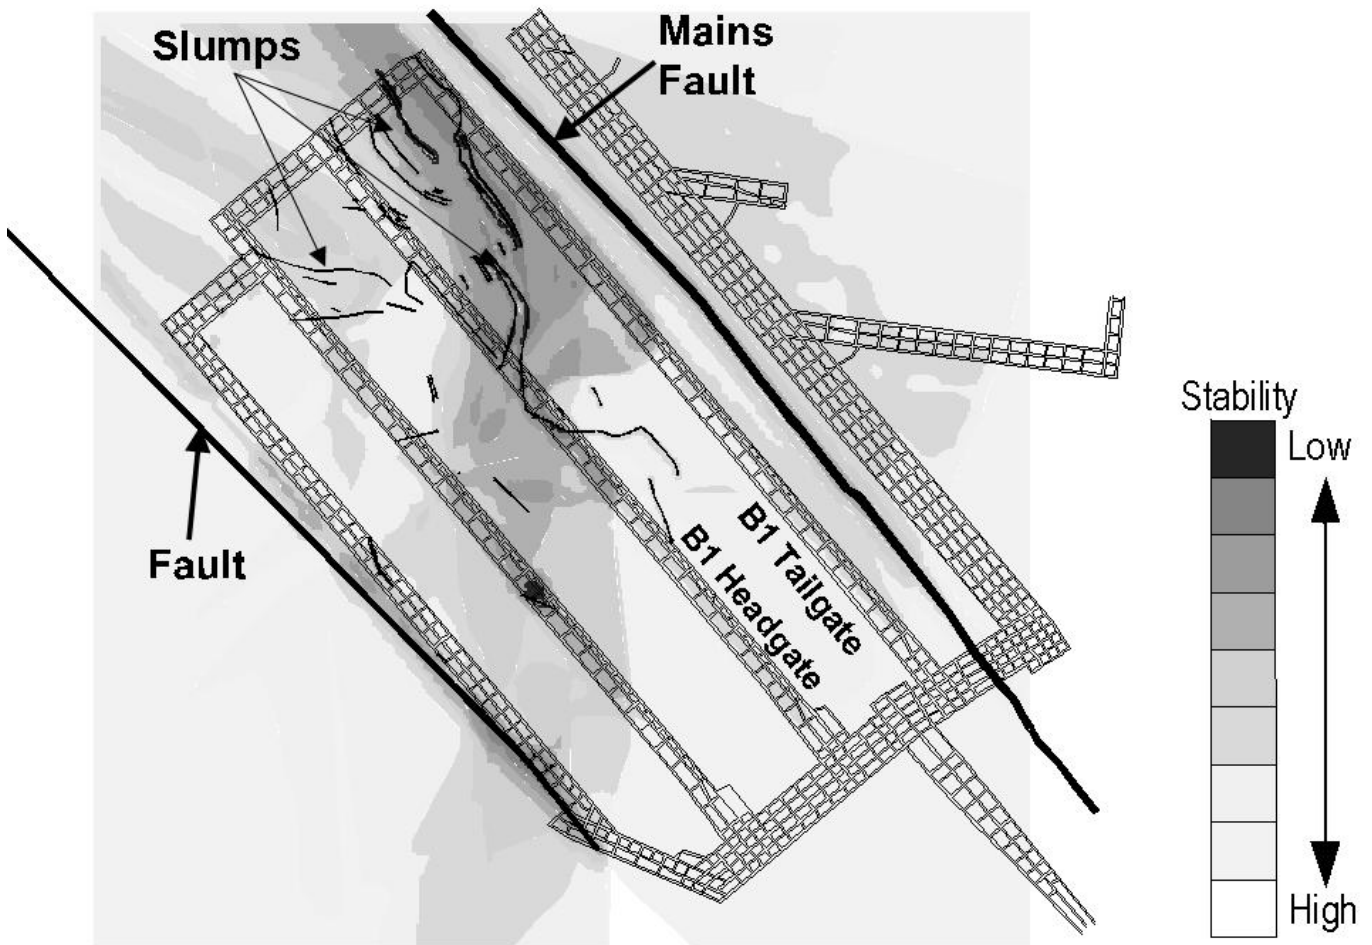 Slumps
Mains
Fault
Stability
Low
B1 Tailgate
B1 Headgate
Fault
High